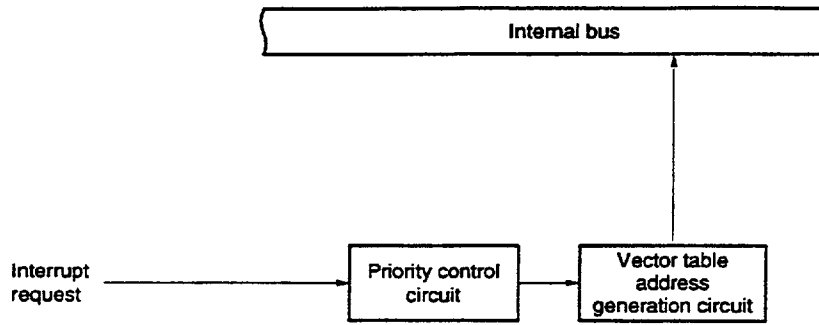 Internal bus
Interrupt
request
Priority control
circuit
Vector table
address
generation circuit